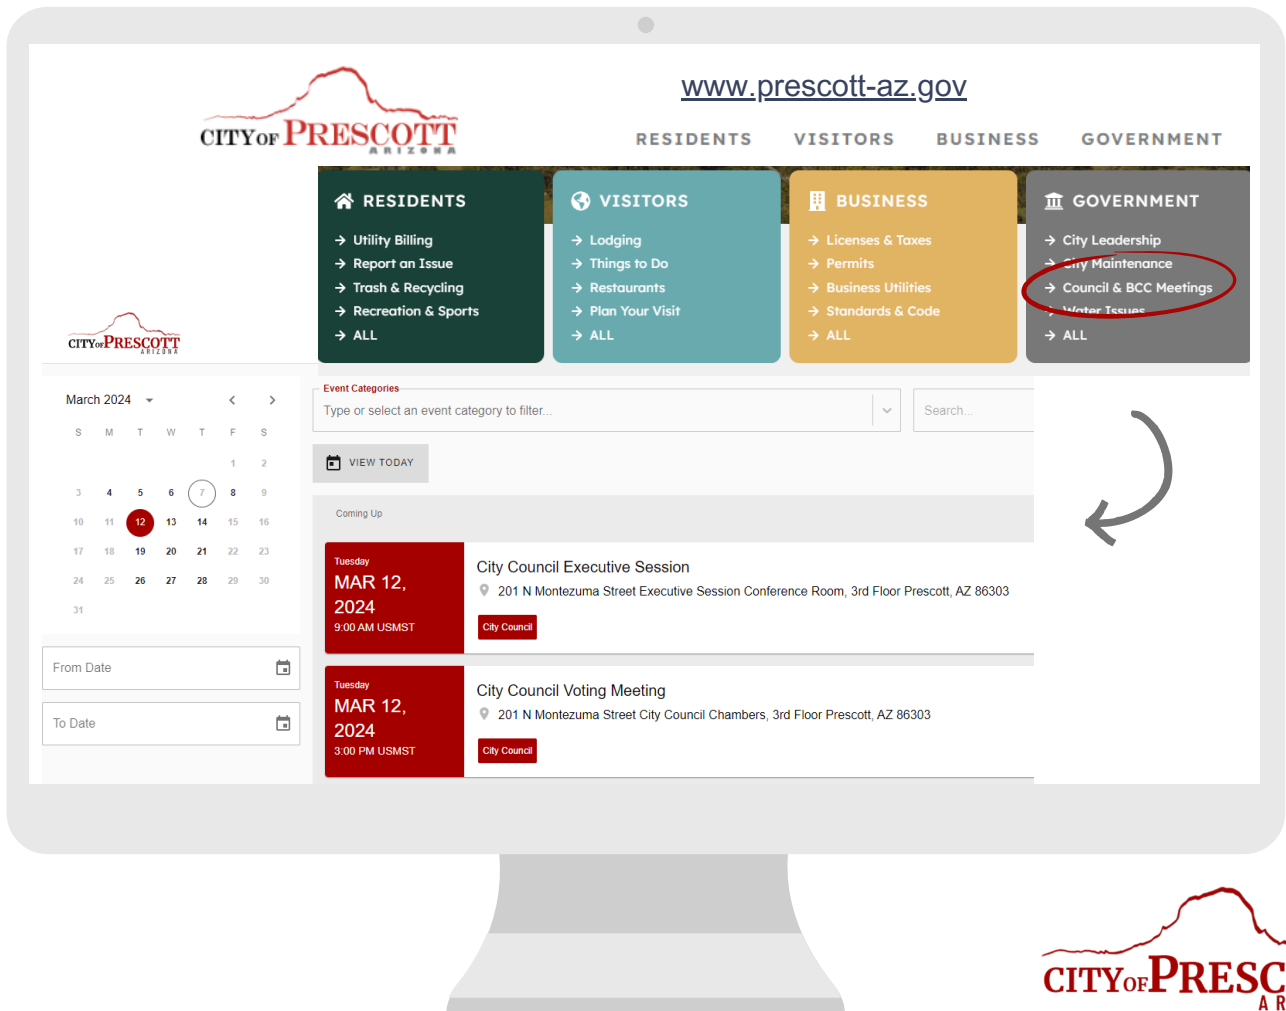 www.prescott-az.gov
CITY OF PRESCOTT
ARIZONA
RESIDENTS VISITORS BUSINESS GOVERNMENT
RESIDENTS
Utility Billing
Report an Issue
Trash & Recycling
Recreation & Sports
ALL
VISITORS
Lodging
Things to Do
Restaurants
Plan Your Visit
ALL
BUSINESS
Licenses & Taxes
Permits
Business Utilities
Standards & Code
ALL
GOVERNMENT
City Leadership
City Maintenance
Council & BCC Meetings
Water Issues
ALL
CITY OF PRESCOTT
ARIZONA
March 2024
S M T W T F S
1 2
3 4 5 6 7 8 9
10 11 12 13 14 15 16
17 18 19 20 21 22 23
24 25 26 27 28 29 30
31
From Date
To Date
Event Categories
Type or select an event category to filter...
Search...
VIEW TODAY
Coming Up
Tuesday
MAR 12,
2024
9:00 AM USMST
City Council Executive Session
201 N Montezuma Street Executive Session Conference Room, 3rd Floor Prescott, AZ 86303
City Council
Tuesday
MAR 12,
2024
3:00 PM USMST
City Council Voting Meeting
201 N Montezuma Street City Council Chambers, 3rd Floor Prescott, AZ 86303
City Council
CITY OF PRESC
A R